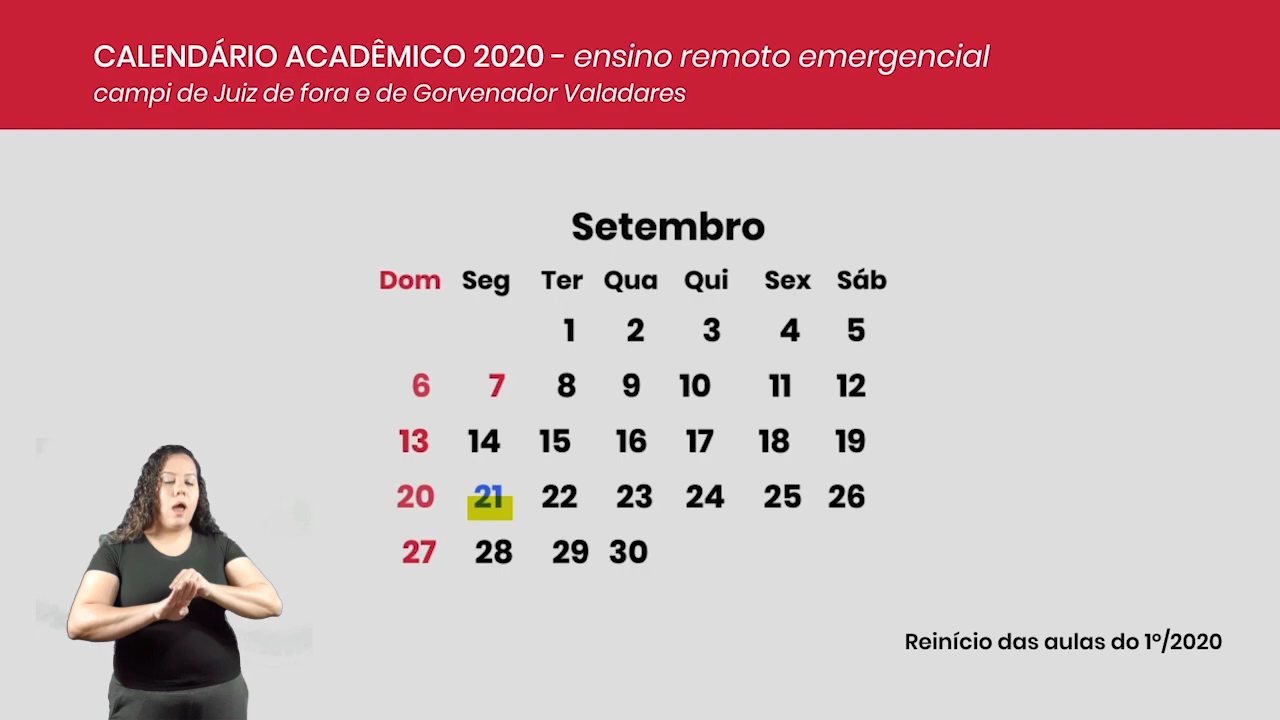 CALENDÁRIO ACADÊMICO 2020 - ensino remoto emergencial
campi de Juiz de fora e de Gorvenador Valadares
Setembro
Dom Seg Ter Qua Qui Sex Sáb
1 2 3 4 5
6 7 8 9 10 11 12
13 14 15 16 17 18 19
20 21 22 23 24 25 26
27 28 29 30
Reinício das aulas do 1º/2020